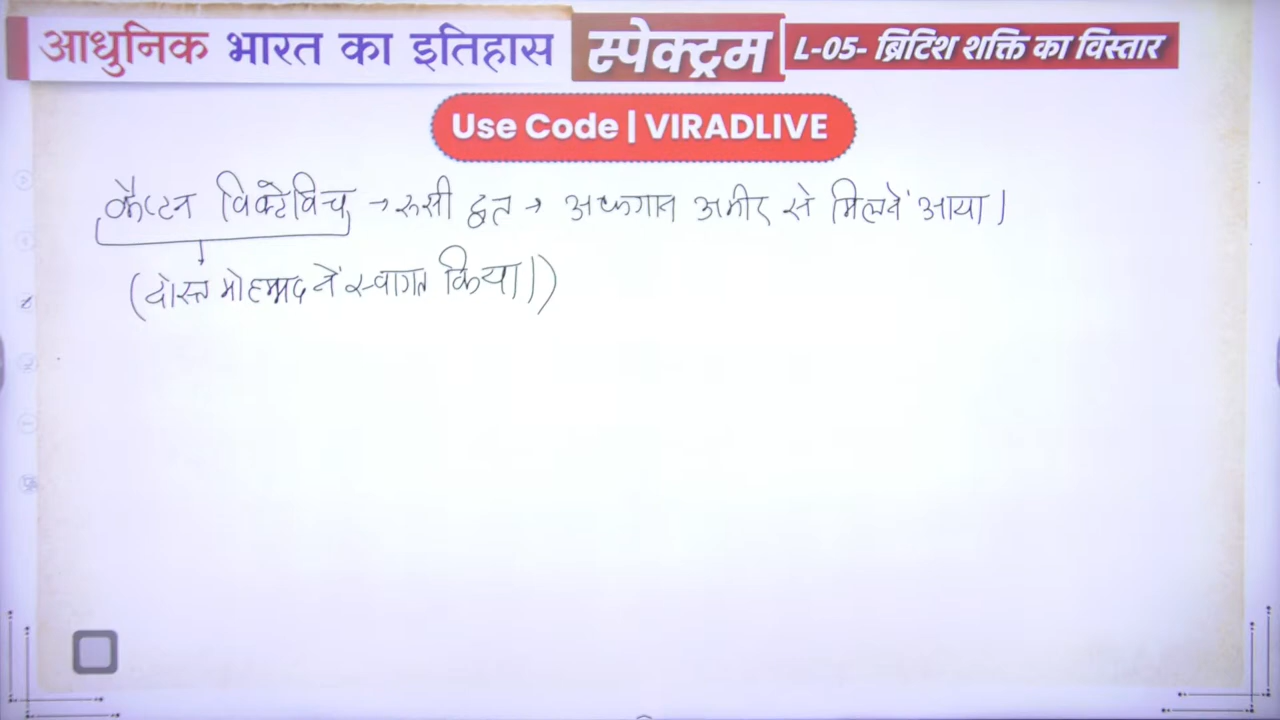 आधुनिक भारत का इतिहास स्पेक्ट्रम L-05- ब्रिटिश शक्ति का विस्तार
Use Code | VIRADLIVE
कैप्टन विक्टेविच → रूसी दूत → अफगान अमीर से मिलनें आया।
(दोस्त मोहम्मद नें स्वागत किया।)